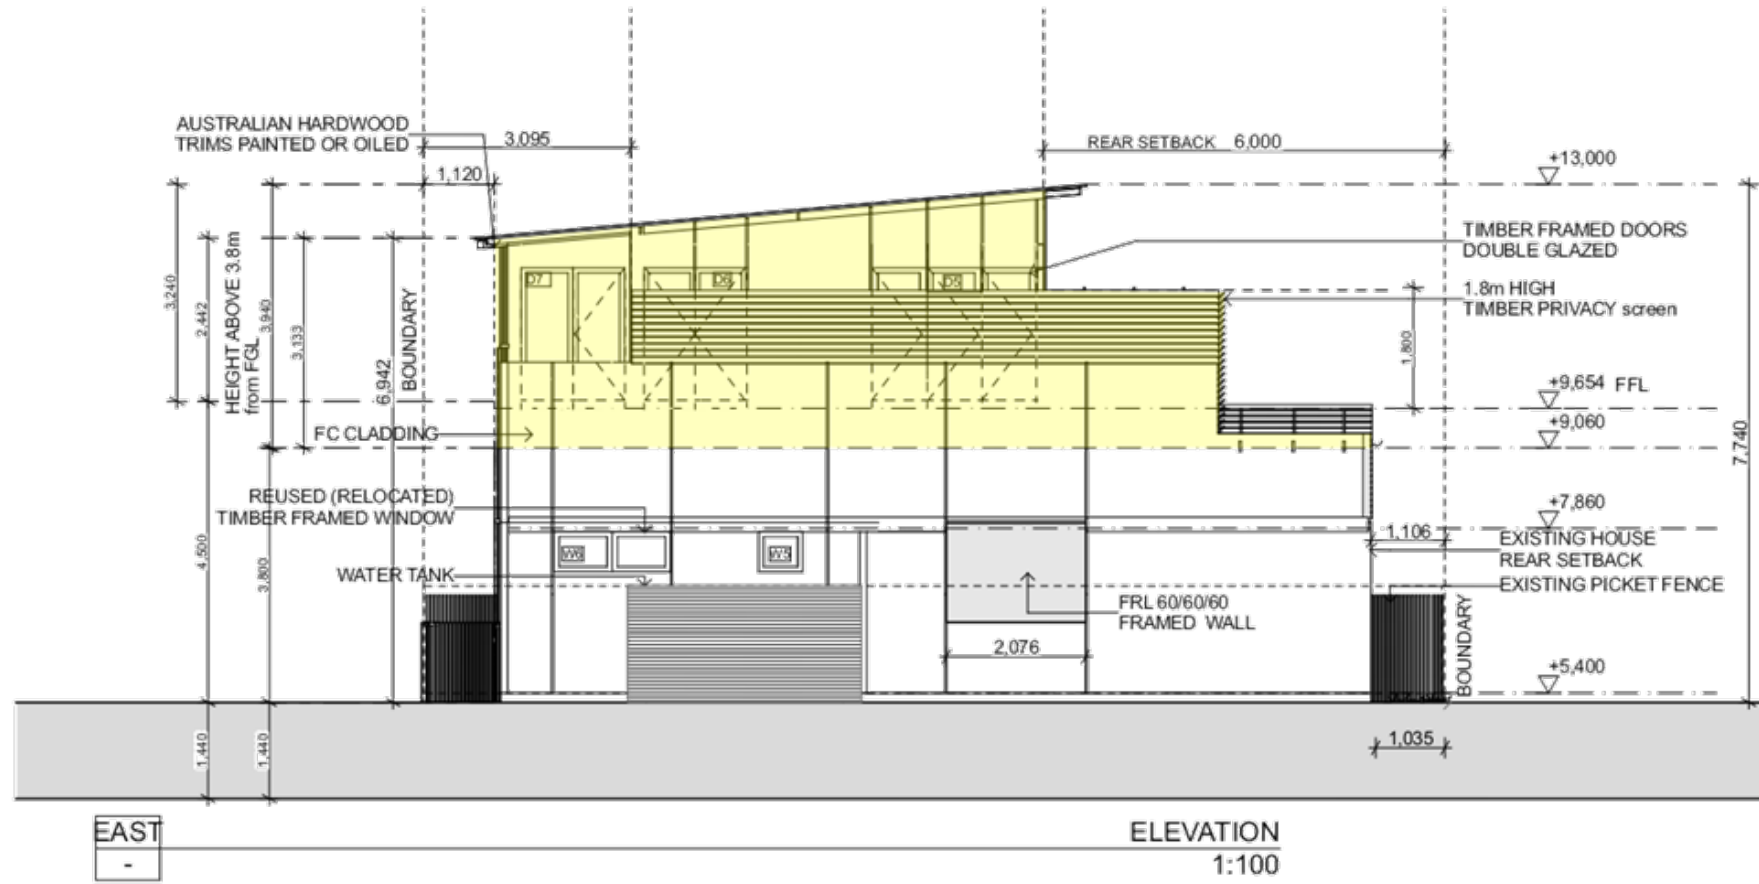 AUSTRALIAN HARDWOOD
TRIMS PAINTED OR OILED
3,095
REAR SETBACK 6,000
+13,000
1,120
TIMBER FRAMED DOORS
DOUBLE GLAZED
3,240
2,442
HEIGHT ABOVE 3.8m
from FGL
3,940
3,133
6,942
BOUNDARY
D7
D6
D5
1.8m HIGH
TIMBER PRIVACY screen
1,800
+9,654 FFL
+9,060
FC CLADDING
7,740
REUSED (RELOCATED)
TIMBER FRAMED WINDOW
+7,860
1,106
EXISTING HOUSE
REAR SETBACK
EXISTING PICKET FENCE
4,500
3,800
W6
W5
WATER TANK
FRL 60/60/60
FRAMED WALL
2,076
BOUNDARY
+5,400
1,440
1,440
1,035
EAST
-
ELEVATION
1:100